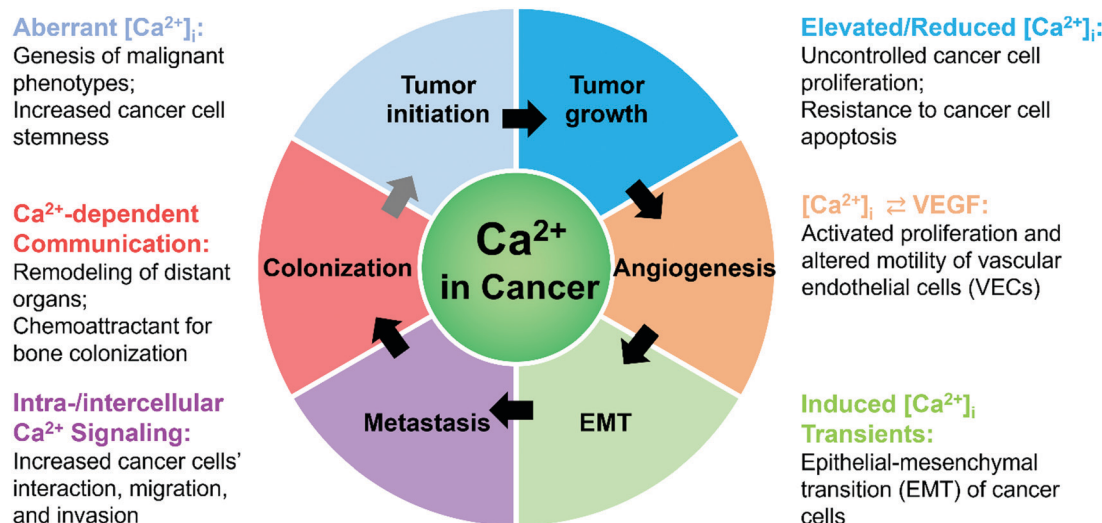 Aberrant [Ca²⁺]ᵢ:
Genesis of malignant
phenotypes;
Increased cancer cell
stemness
Ca²⁺-dependent
Communication:
Remodeling of distant
organs;
Chemoattractant for
bone colonization
Intra-/intercellular
Ca²⁺ Signaling:
Increased cancer cells'
interaction, migration,
and invasion
Tumor
initiation
Tumor
growth
Colonization
Ca²⁺
in Cancer
Angiogenesis
Metastasis
EMT
Elevated/Reduced [Ca²⁺]ᵢ:
Uncontrolled cancer cell
proliferation;
Resistance to cancer cell
apoptosis
[Ca²⁺]ᵢ ⇄ VEGF:
Activated proliferation and
altered motility of vascular
endothelial cells (VECs)
Induced [Ca²⁺]ᵢ
Transients:
Epithelial-mesenchymal
transition (EMT) of cancer
cells